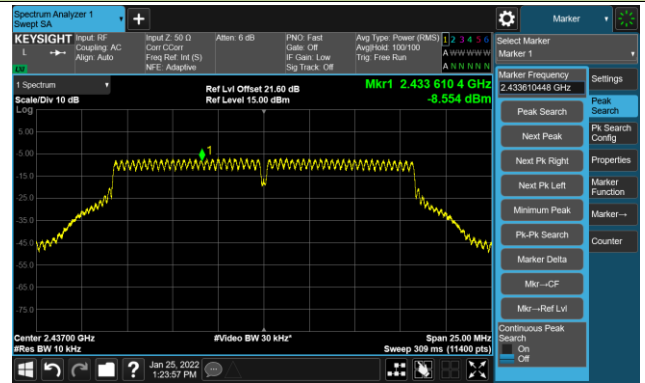 Spectrum Analyzer 1
Swept SA
Marker
KEYSIGHT
L
Input: RF
Coupling: AC
Align: Auto
Input Z: 50 Ω
Corr CCorr
Freq Ref: Int (S)
NFE: Adaptive
Atten: 6 dB
PNO: Fast
Gate: Off
IF Gain: Low
Sig Track: Off
Avg Type: Power (RMS)
Avg|Hold: 100/100
Trig: Free Run
1 2 3 4 5 6
A W W W W W
A N N N N N
Select Marker
Marker 1
1 Spectrum
Scale/Div 10 dB
Log
Ref Lvl Offset 21.60 dB
Ref Level 15.00 dBm
Mkr1 2.433 610 4 GHz
-8.554 dBm
5.00
-5.00
-15.0
-25.0
-35.0
-45.0
-55.0
-65.0
-75.0
1
Center 2.43700 GHz
#Res BW 10 kHz
#Video BW 30 kHz*
Span 25.00 MHz
Sweep 309 ms (11400 pts)
Marker Frequency
2.433610448 GHz
Peak Search
Next Peak
Next Pk Right
Next Pk Left
Minimum Peak
Pk-Pk Search
Marker Delta
Mkr→CF
Mkr→Ref Lvl
Continuous Peak
Search
On
Off
Settings
Peak
Search
Pk Search
Config
Properties
Marker
Function
Marker→
Counter
?
Jan 25, 2022
1:23:57 PM